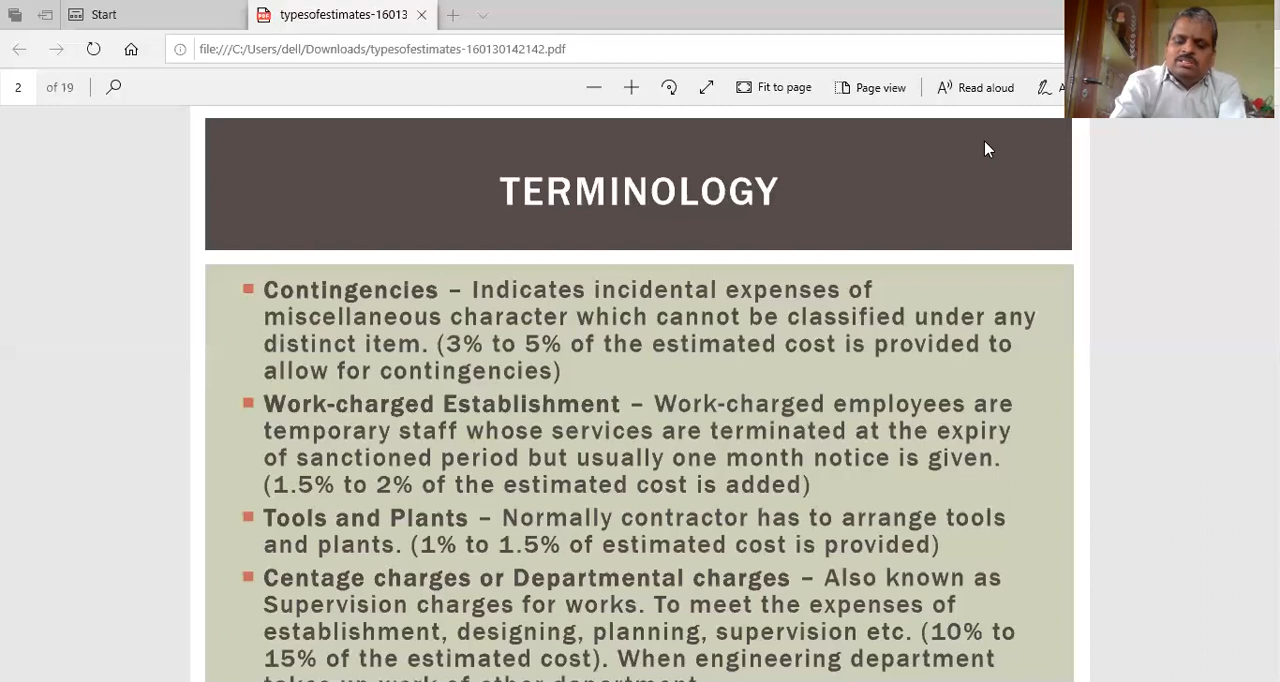 Start
typesofestimates-16013
file:///C:/Users/dell/Downloads/typesofestimates-160130142142.pdf
2 of 19
Fit to page
Page view
Read aloud
TERMINOLOGY
Contingencies – Indicates incidental expenses of
miscellaneous character which cannot be classified under any
distinct item. (3% to 5% of the estimated cost is provided to
allow for contingencies)
Work-charged Establishment – Work-charged employees are
temporary staff whose services are terminated at the expiry
of sanctioned period but usually one month notice is given.
(1.5% to 2% of the estimated cost is added)
Tools and Plants – Normally contractor has to arrange tools
and plants. (1% to 1.5% of estimated cost is provided)
Centage charges or Departmental charges – Also known as
Supervision charges for works. To meet the expenses of
establishment, designing, planning, supervision etc. (10% to
15% of the estimated cost). When engineering department
takes up work of other department